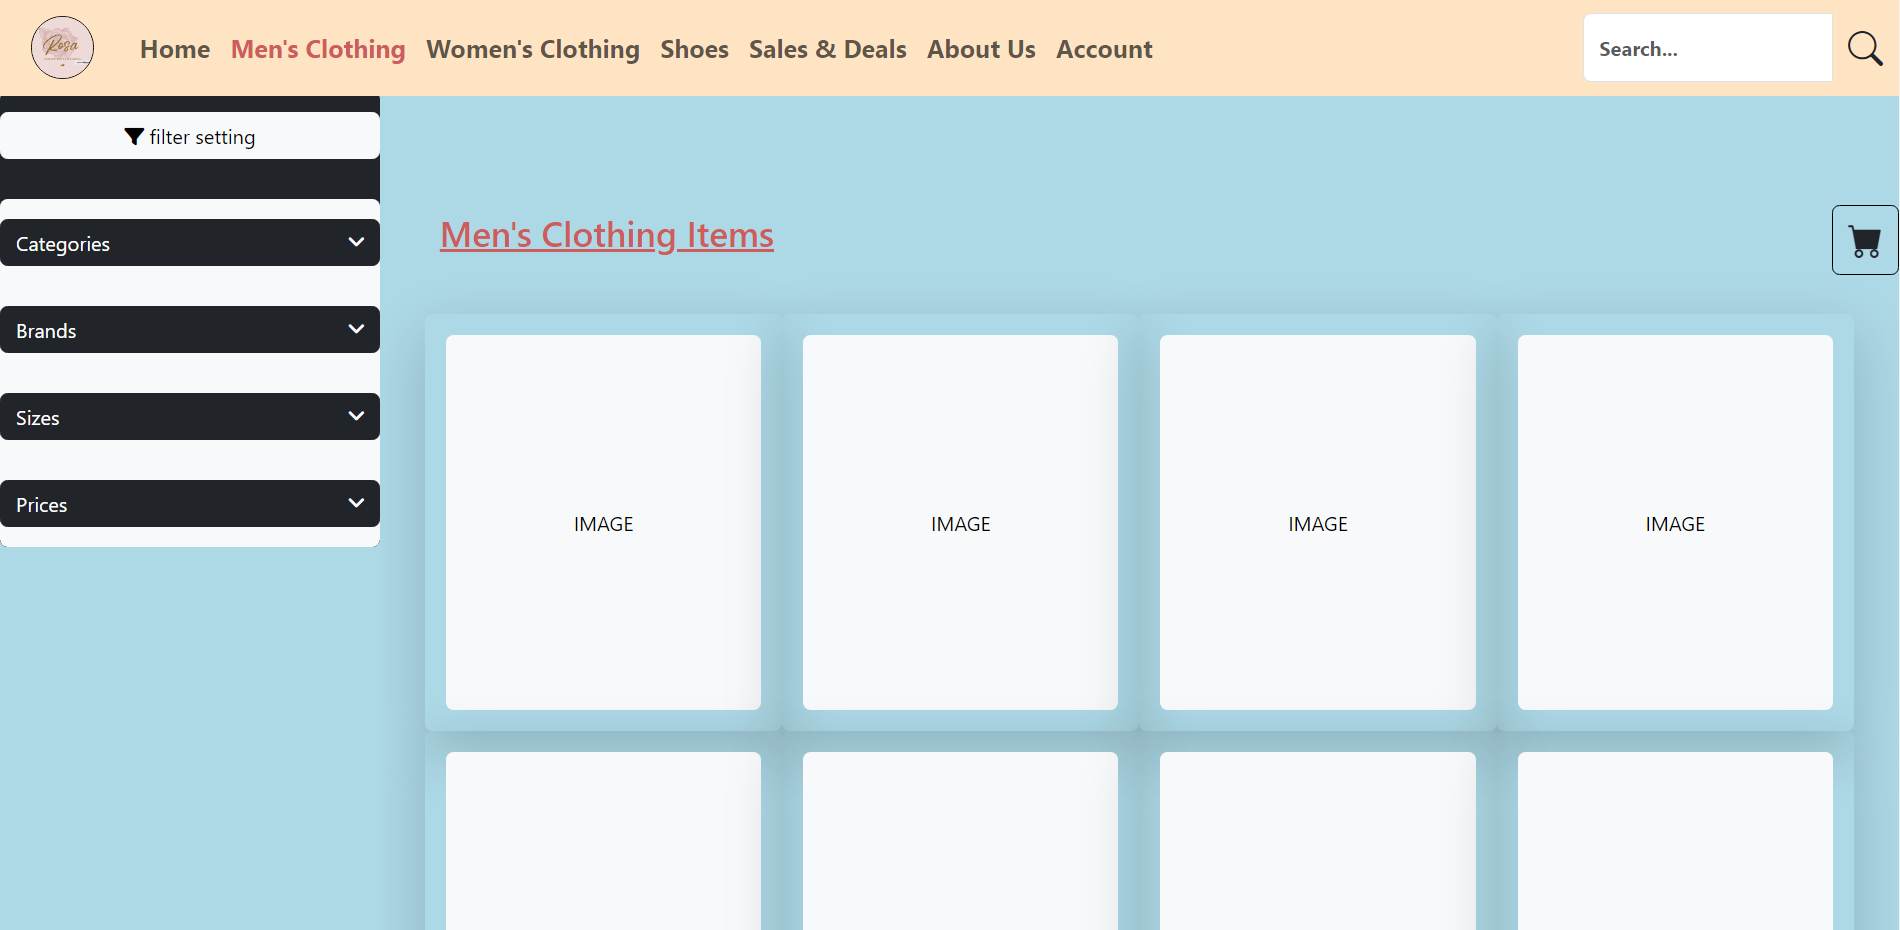 Rosa
Home Men's Clothing Women's Clothing Shoes Sales & Deals About Us Account
Search...
filter setting
Categories
Brands
Sizes
Prices
Men's Clothing Items
IMAGE IMAGE IMAGE IMAGE